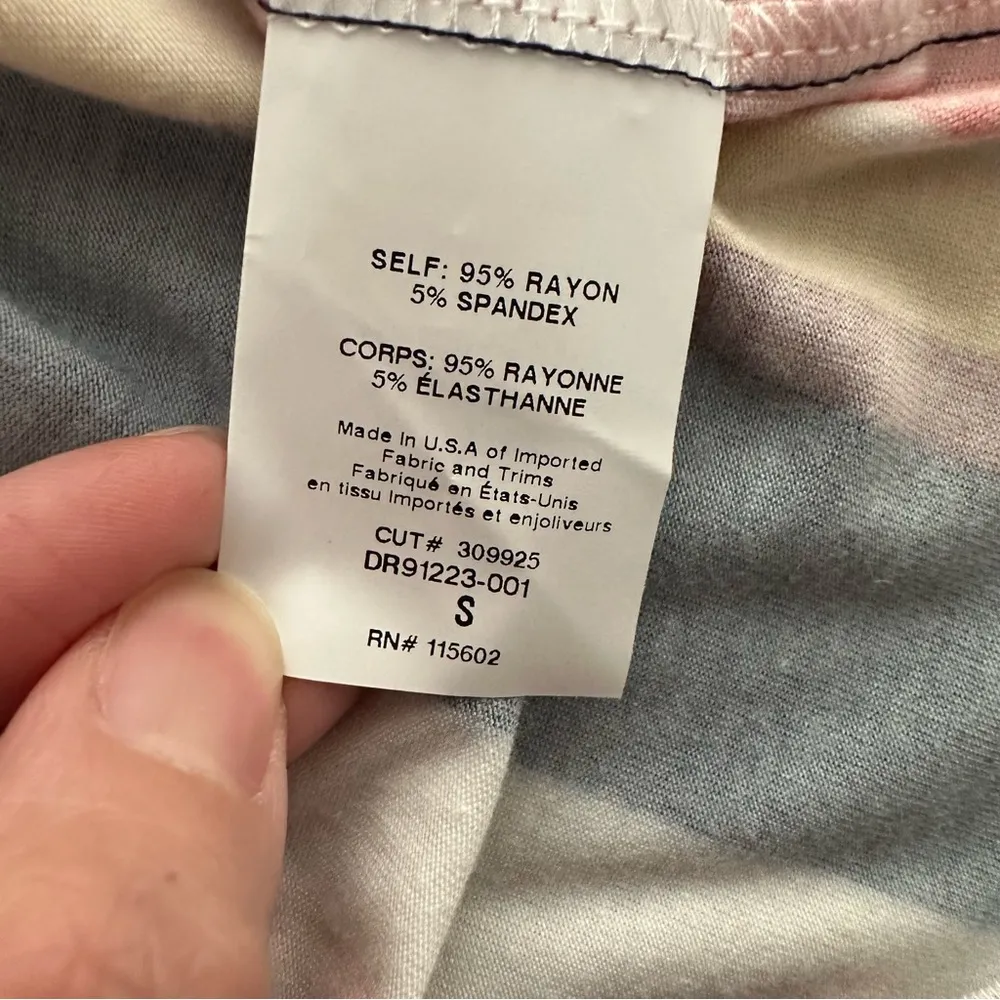 SELF: 95% RAYON
5% SPANDEX
CORPS: 95% RAYONNE
5% ÉLASTHANNE
Made In U.S.A of Imported
Fabric and Trims
Fabriqué en États-Unis
en tissu Importés et enjoliveurs
CUT# 309925
DR91223-001
S
RN# 115602